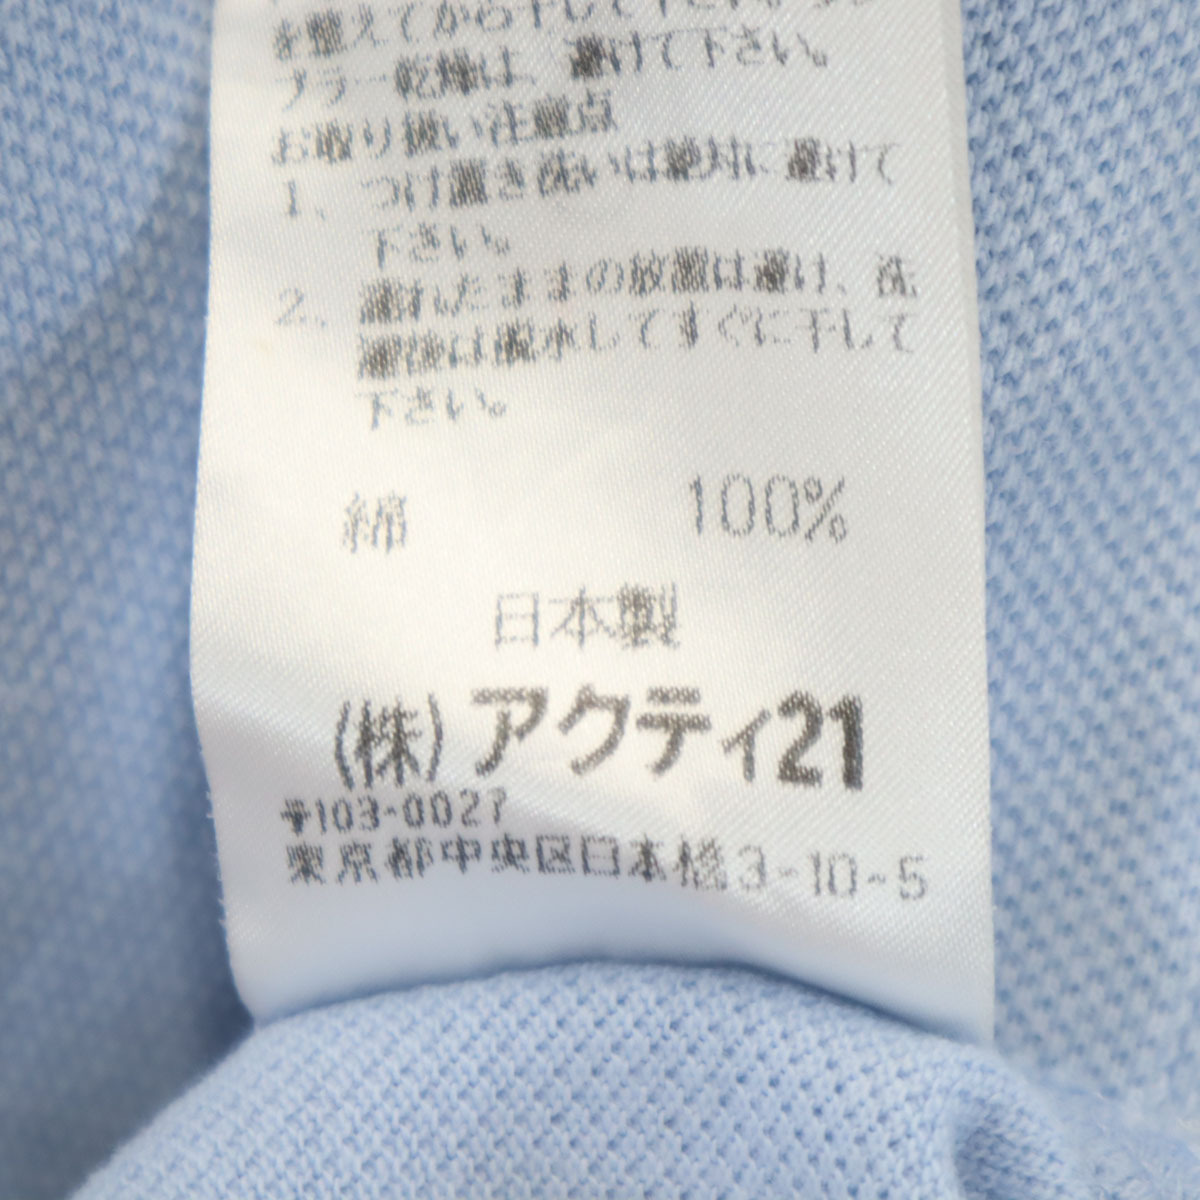 を整えてから干して下さい。タン
ブラー乾燥は、避けて下さい。
お取り扱い注意点
1、つけ置き洗いは絶対に避けて
下さい。
2、濡れたままの放置は避け、洗
濯後は脱水してすぐに干して
下さい。
綿 100%
日本製
(株)アクティ21
〒103-0027
東京都中央区日本橋3-10-5